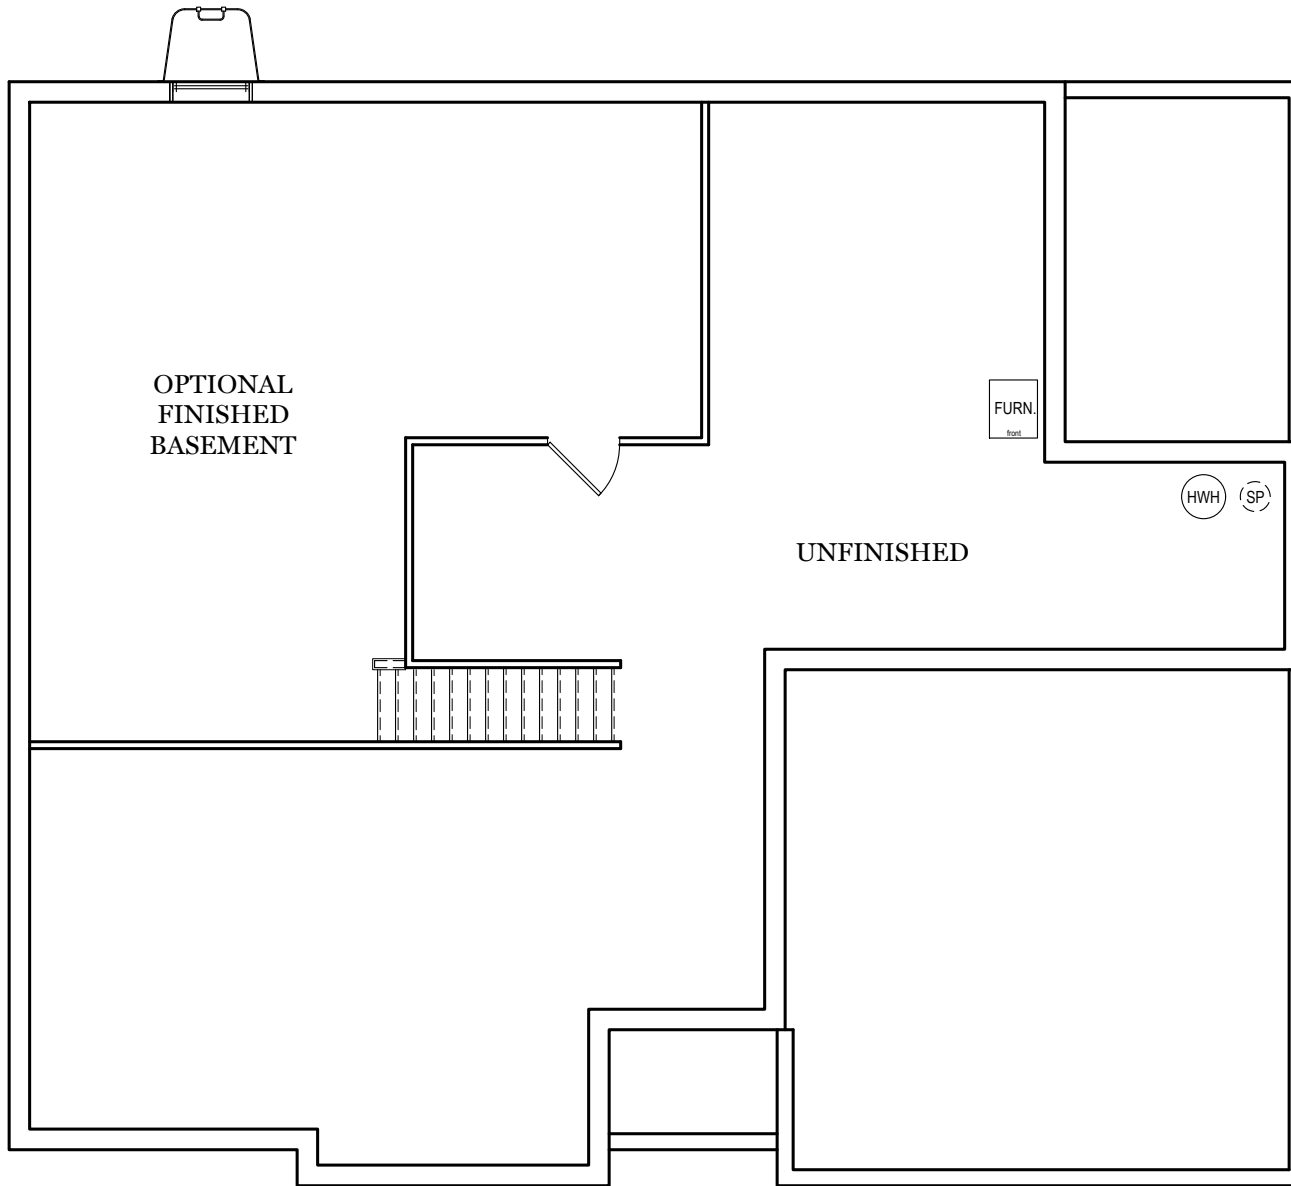 OPTIONAL
FINISHED
BASEMENT
FURN.
front
HWH
SP
UNFINISHED